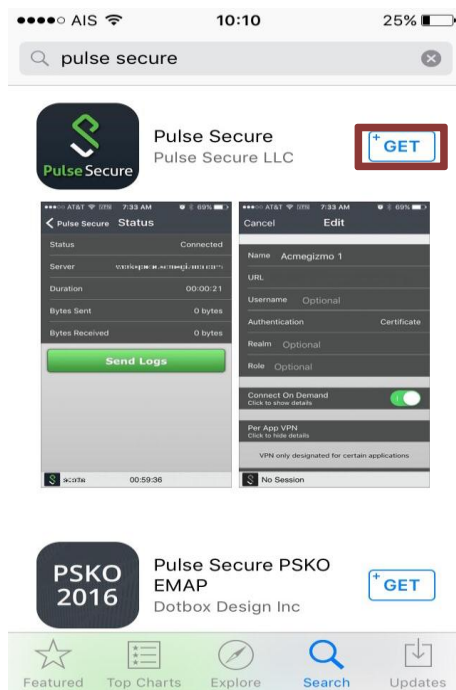 AIS 10:10 25%
pulse secure
Pulse Secure
Pulse Secure
Pulse Secure LLC
+ GET
AT&T 7:33 AM 69%
Pulse Secure Status
Status Connected
Server
Duration 00:00:21
Bytes Sent 0 bytes
Bytes Received 0 bytes
Send Logs
00:59:36
AT&T 7:33 AM 69%
Cancel Edit
Name Acmegizmo 1
URL
Username Optional
Authentication Certificate
Realm Optional
Role Optional
Connect On Demand
Click to show details
Per App VPN
Click to hide details
VPN only designated for certain applications
No Session
PSKO
2016
Pulse Secure PSKO
EMAP
Dotbox Design Inc
+ GET
Featured Top Charts Explore Search Updates